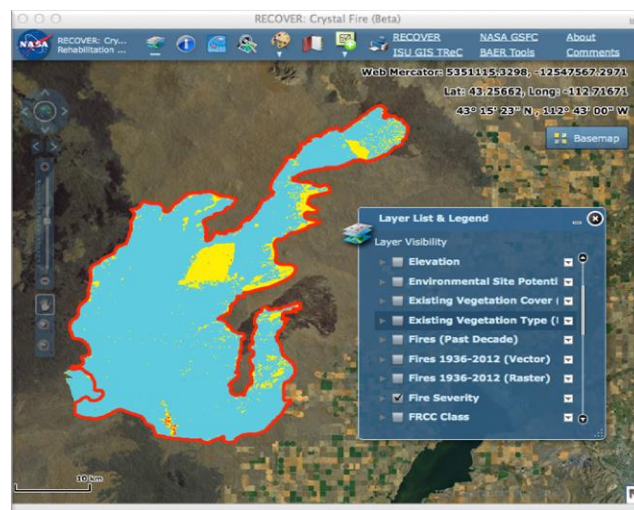 RECOVER: Crystal Fire (Beta)
NASA
RECOVER: Cry...
Rehabilitation ...
RECOVER
NASA GSFC
About
ISU GIS TReC
BAER Tools
Comments
Web Mercator: 5351115.3298, -12547567.2971
Lat: 43.25662, Long: -112.71671
43° 15' 23" N , 112° 43' 00" W
Basemap
Layer List & Legend
Layer Visibility
Elevation
Environmental Site Potenti
Existing Vegetation Cover (
Existing Vegetation Type (
Fires (Past Decade)
Fires 1936-2012 (Vector)
Fires 1936-2012 (Raster)
Fire Severity
FRCC Class
10 km